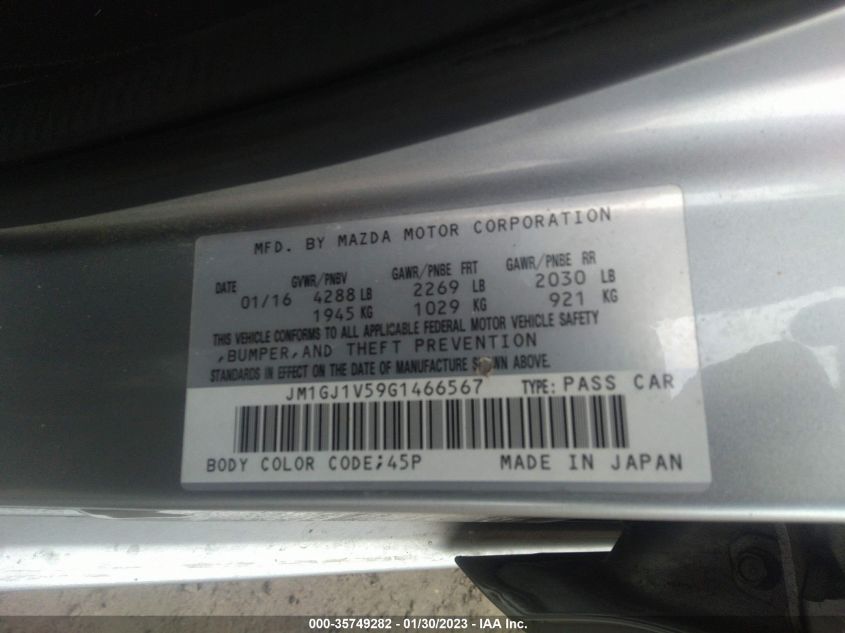 MFD. BY MAZDA MOTOR CORPORATION
DATE GVWR/PNBV GAWR/PNBE FRT GAWR/PNBE RR
01/16 4288 LB 2269 LB 2030 LB
1945 KG 1029 KG 921 KG
THIS VEHICLE CONFORMS TO ALL APPLICABLE FEDERAL MOTOR VEHICLE SAFETY
,BUMPER,AND THEFT PREVENTION
STANDARDS IN EFFECT ON THE DATE OF MANUFACTURE ABOVE.
JM1GJ1V59G1466567 TYPE: PASS CAR
BODY COLOR CODE;45P MADE IN JAPAN
000-35749282 - 01/30/2023 - IAA Inc.